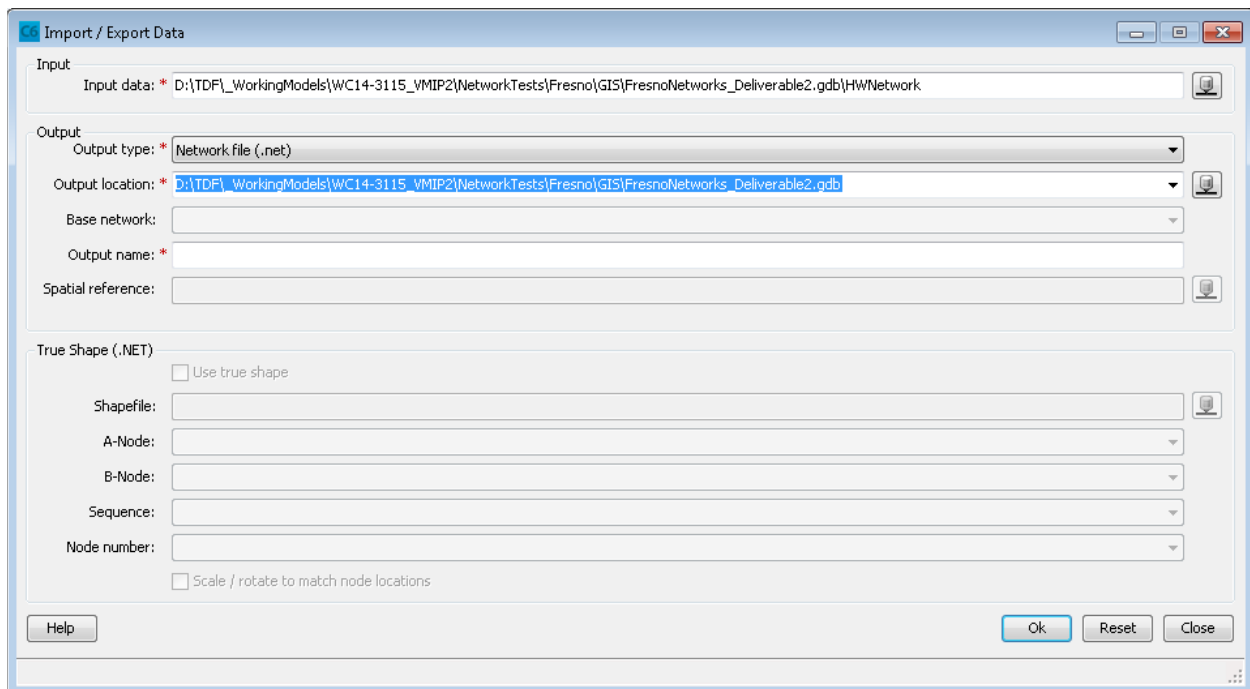 C6 Import / Export Data
Input
Input data: * D:\TDF\_WorkingModels\WC14-3115_VMIP2\NetworkTests\Fresno\GIS\FresnoNetworks_Deliverable2.gdb\HWNetwork
Output
Output type: * Network file (.net)
Output location: * D:\TDF\_WorkingModels\WC14-3115_VMIP2\NetworkTests\Fresno\GIS\FresnoNetworks_Deliverable2.gdb
Base network:
Output name: *
Spatial reference:
True Shape (.NET)
Use true shape
Shapefile:
A-Node:
B-Node:
Sequence:
Node number:
Scale / rotate to match node locations
Help Ok Reset Close